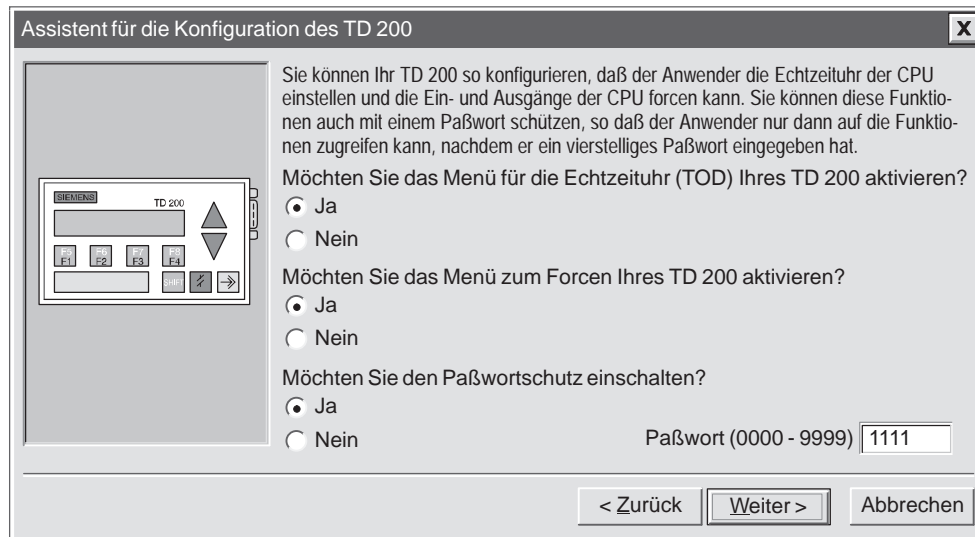 Assistent für die Konfiguration des TD 200
X
Sie können Ihr TD 200 so konfigurieren, daß der Anwender die Echtzeituhr der CPU
einstellen und die Ein- und Ausgänge der CPU forcen kann. Sie können diese Funktio-
nen auch mit einem Paßwort schützen, so daß der Anwender nur dann auf die Funktio-
nen zugreifen kann, nachdem er ein vierstelliges Paßwort eingegeben hat.
SIEMENS
TD 200
F5 F6 F7 F8
F1 F2 F3 F4
SHIFT
Möchten Sie das Menü für die Echtzeituhr (TOD) Ihres TD 200 aktivieren?
Ja
Nein
Möchten Sie das Menü zum Forcen Ihres TD 200 aktivieren?
Ja
Nein
Möchten Sie den Paßwortschutz einschalten?
Ja
Nein
Paßwort (0000 - 9999) 1111
< Zurück
Weiter >
Abbrechen